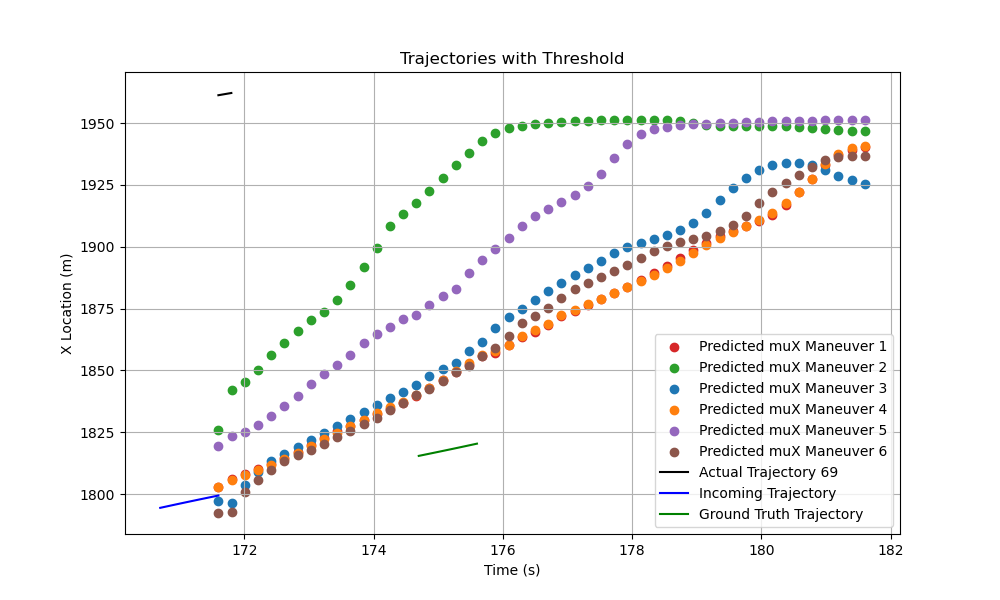 Trajectories with Threshold
X Location (m)
1950
1925
1900
1875
1850
1825
1800
Predicted muX Maneuver 1
Predicted muX Maneuver 2
Predicted muX Maneuver 3
Predicted muX Maneuver 4
Predicted muX Maneuver 5
Predicted muX Maneuver 6
Actual Trajectory 69
Incoming Trajectory
Ground Truth Trajectory
172 174 176 178 180 182
Time (s)